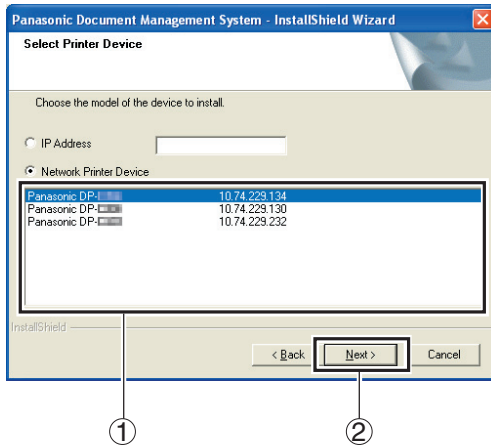 Panasonic Document Management System - InstallShield Wizard
Select Printer Device
Choose the model of the device to install.
IP Address
Network Printer Device
Panasonic DP- 10.74.229.134
Panasonic DP- 10.74.229.130
Panasonic DP- 10.74.229.232
InstallShield
< Back Next > Cancel
① ②